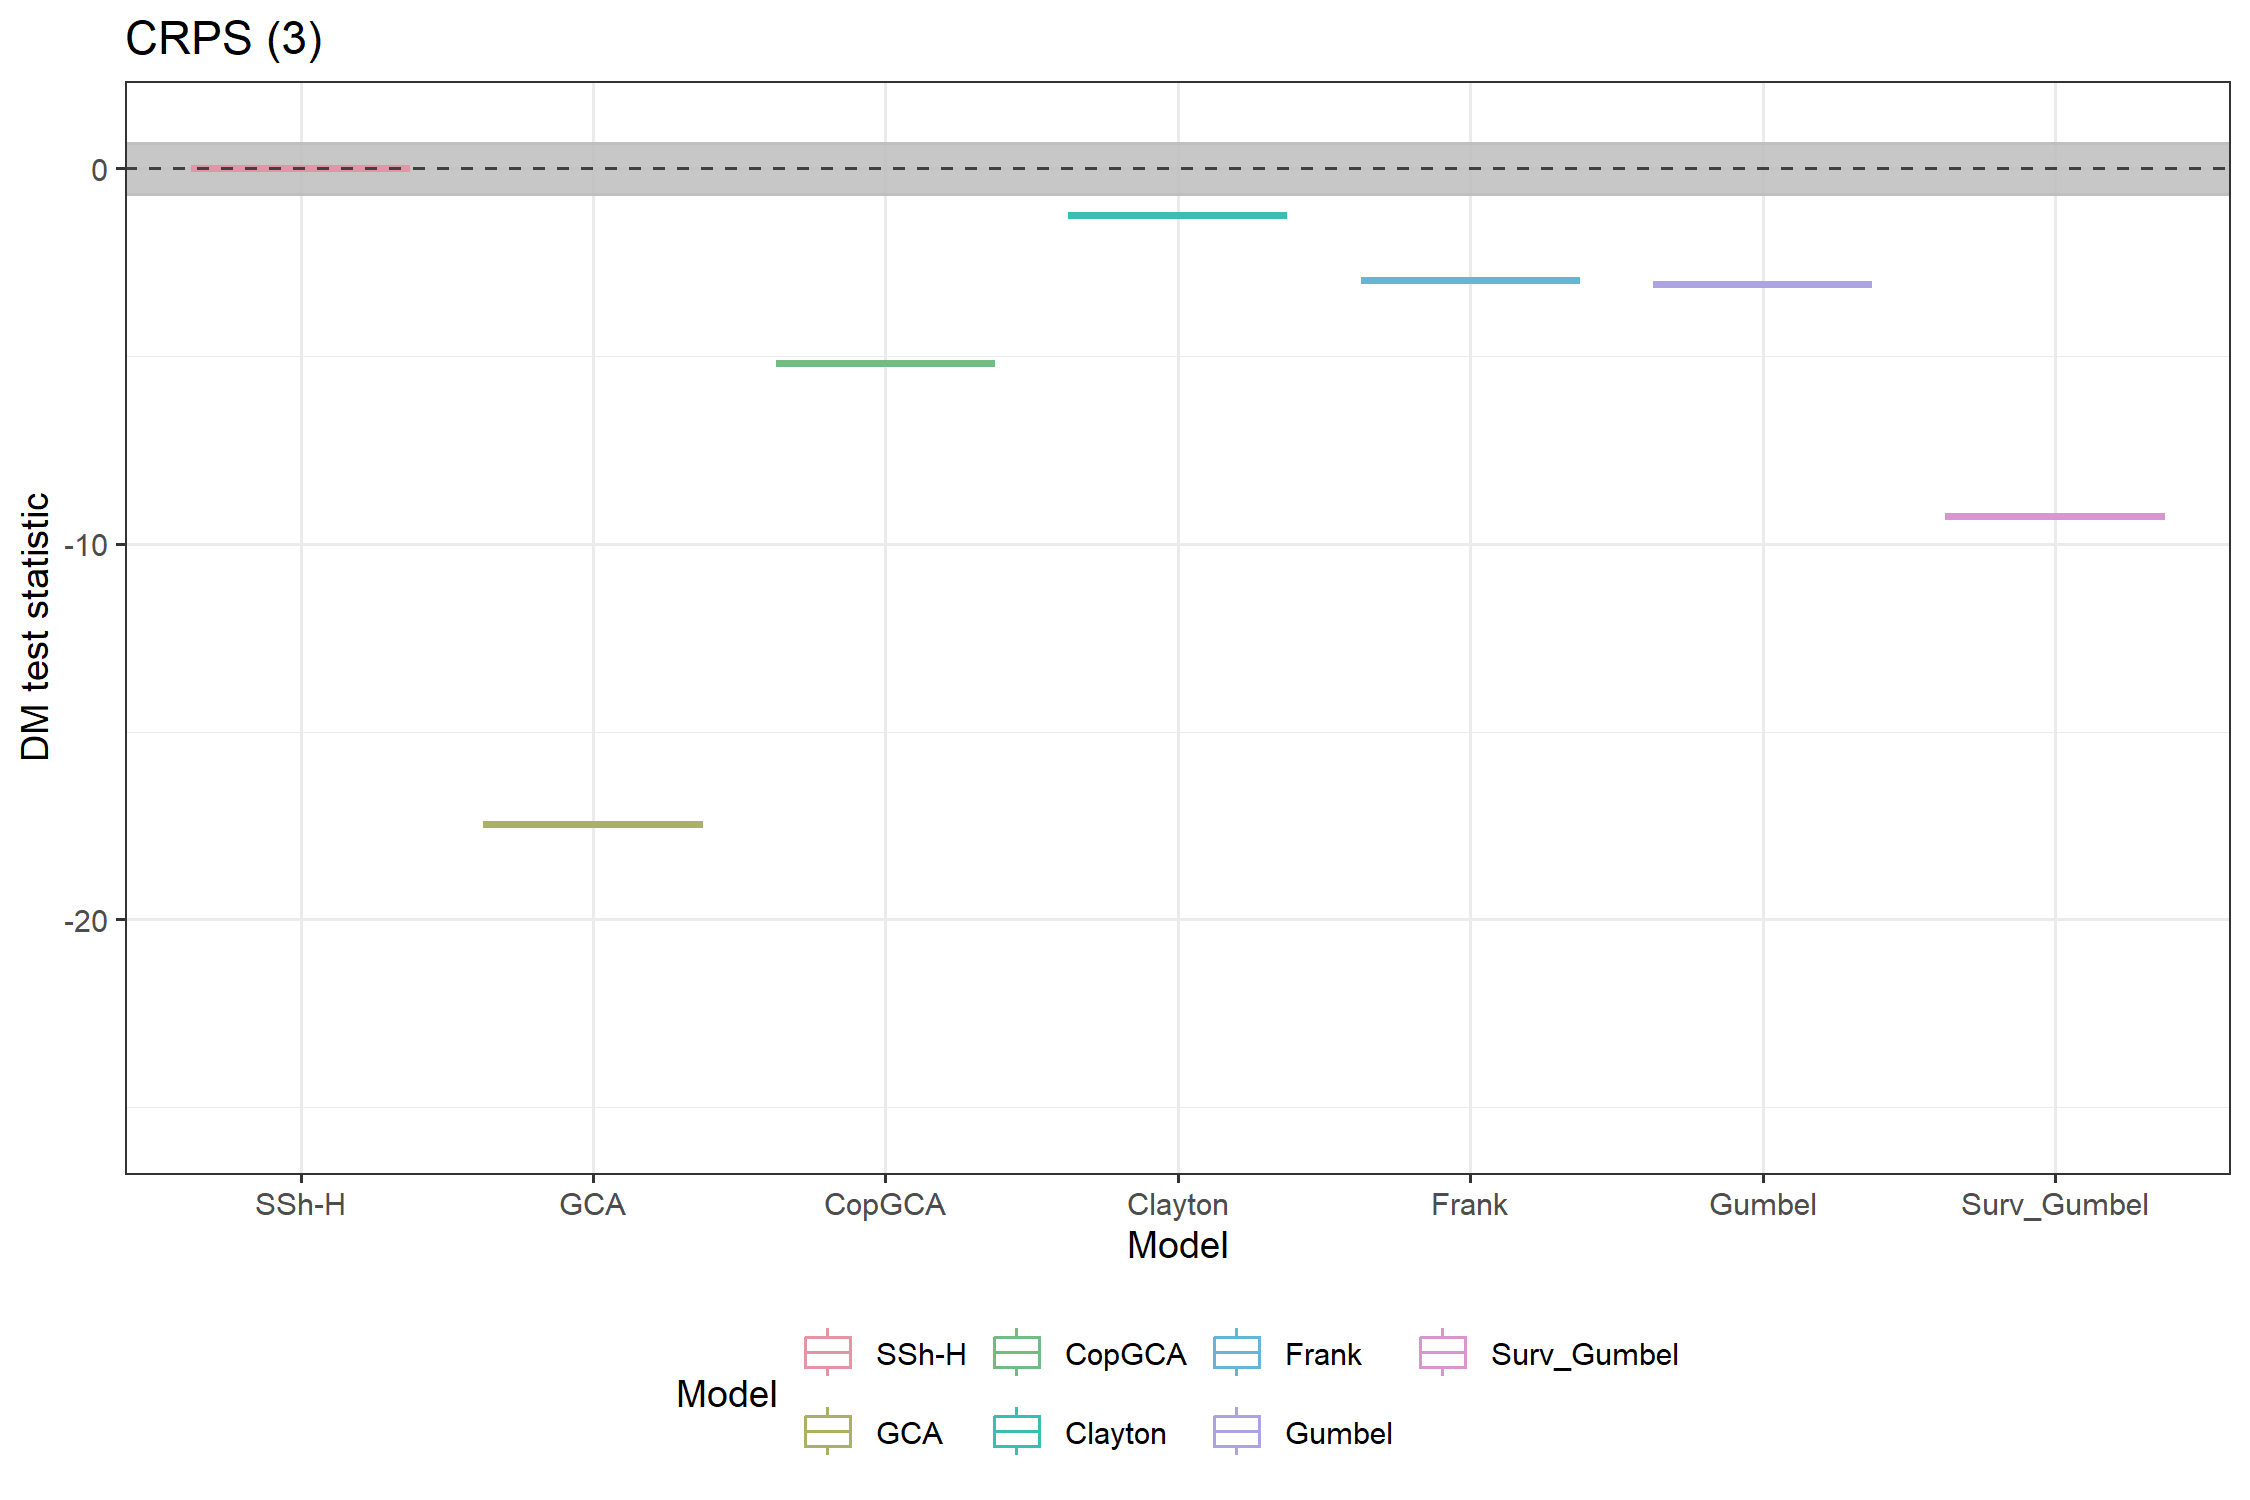 CRPS (3)
0
-10
-20
DM test statistic
SSh-H GCA CopGCA Clayton Frank Gumbel Surv_Gumbel
Model
Model
SSh-H CopGCA Frank Surv_Gumbel
GCA Clayton Gumbel